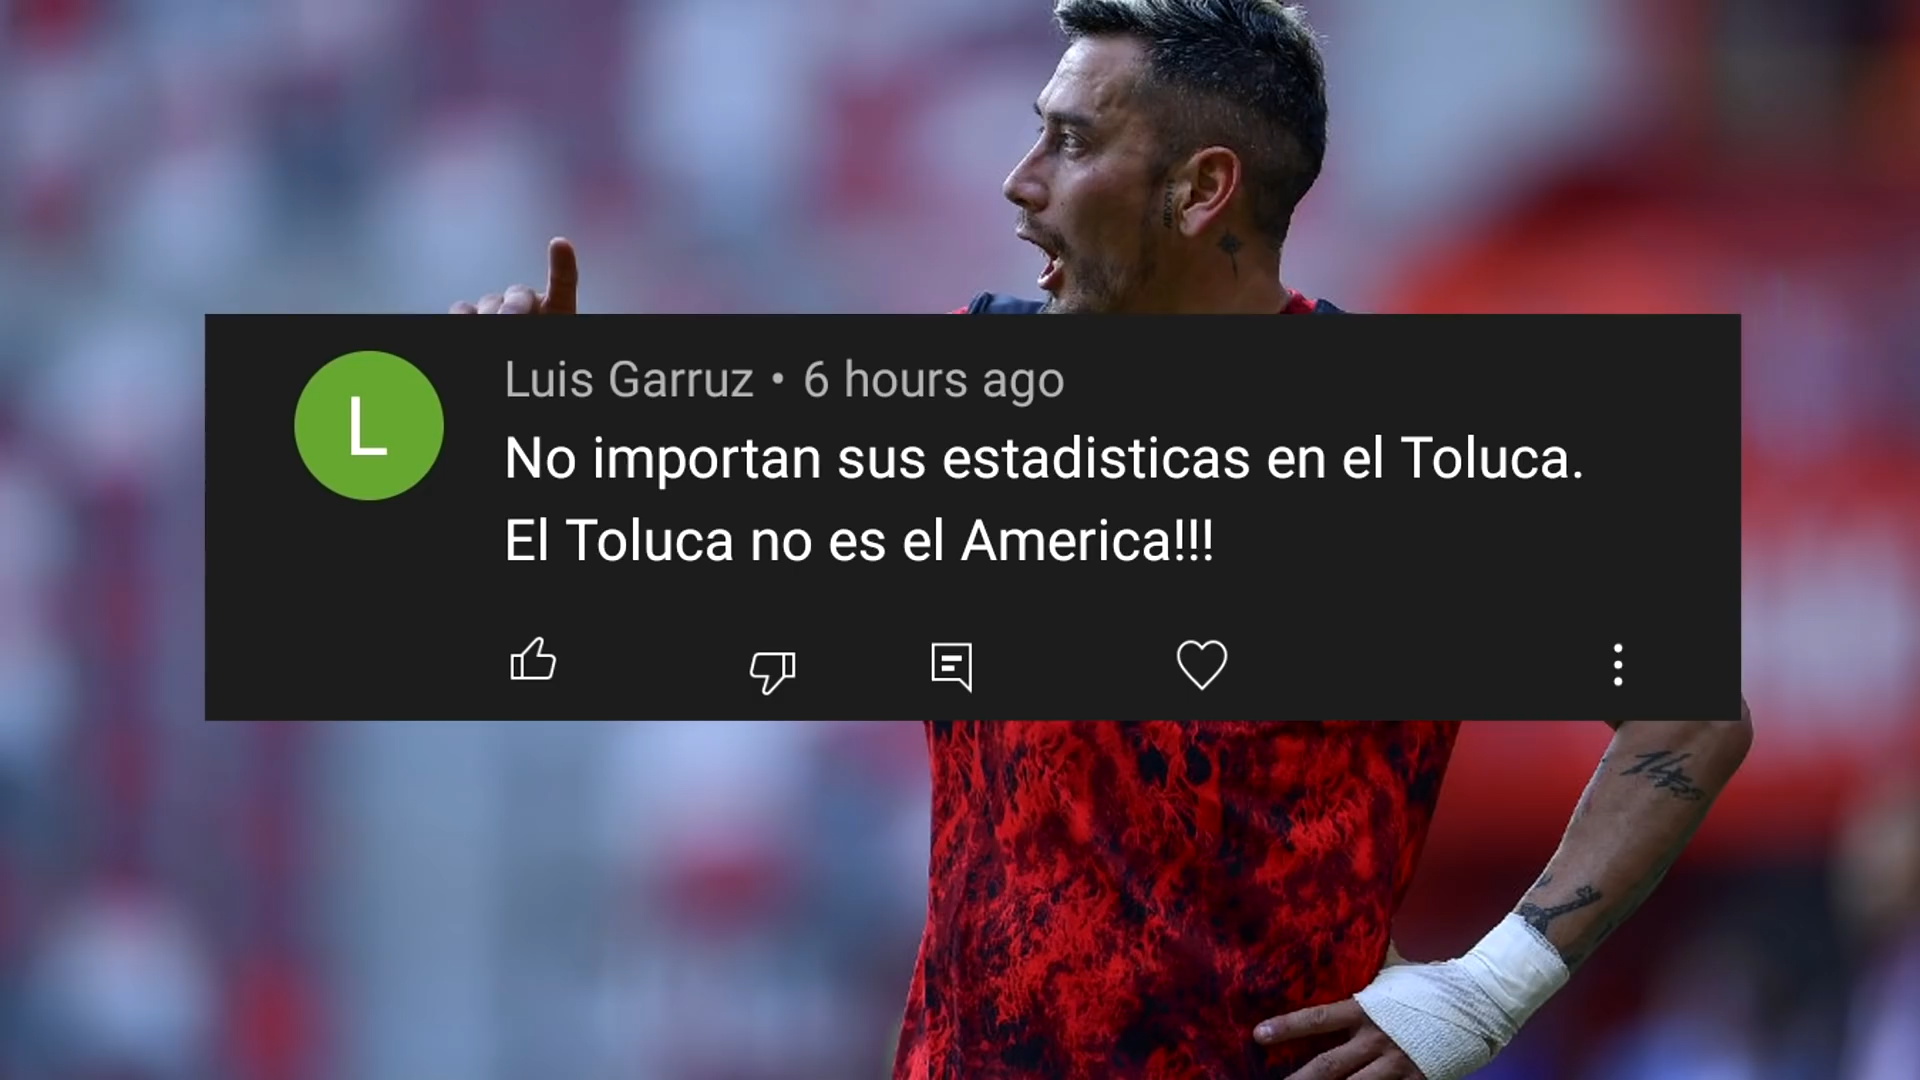 L
Luis Garruz • 6 hours ago
No importan sus estadisticas en el Toluca.
El Toluca no es el America!!!